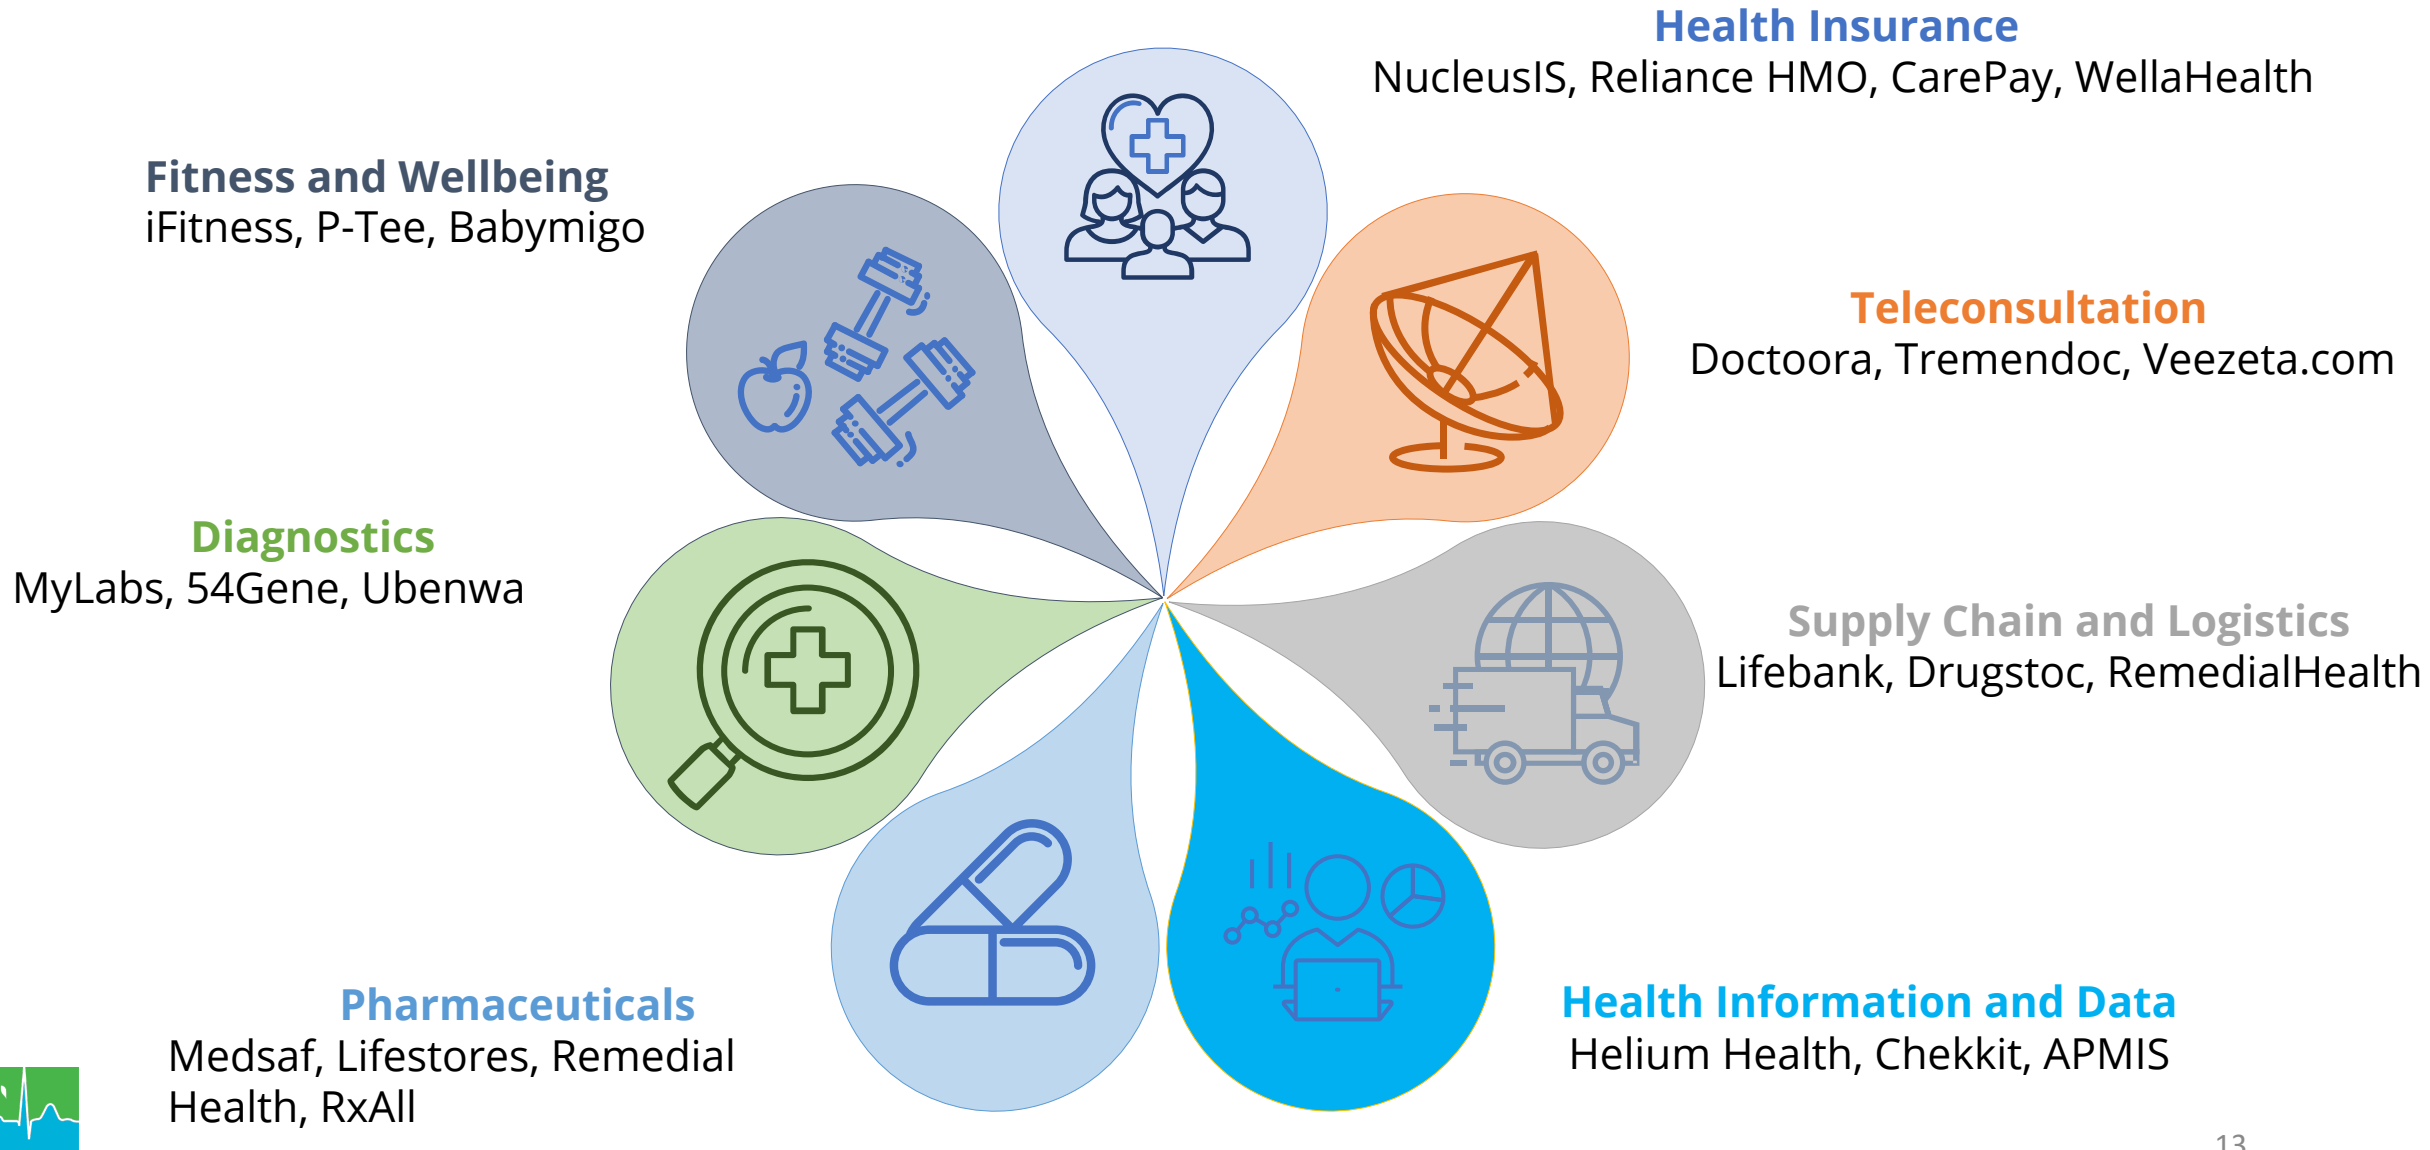 Health Insurance
NucleusIS, Reliance HMO, CarePay, WellaHealth
Fitness and Wellbeing
iFitness, P-Tee, Babymigo
Teleconsultation
Doctoora, Tremendoc, Veezeta.com
Diagnostics
MyLabs, 54Gene, Ubenwa
Supply Chain and Logistics
Lifebank, Drugstoc, RemedialHealth
Pharmaceuticals
Medsaf, Lifestores, Remedial
Health, RxAll
Health Information and Data
Helium Health, Chekkit, APMIS
13